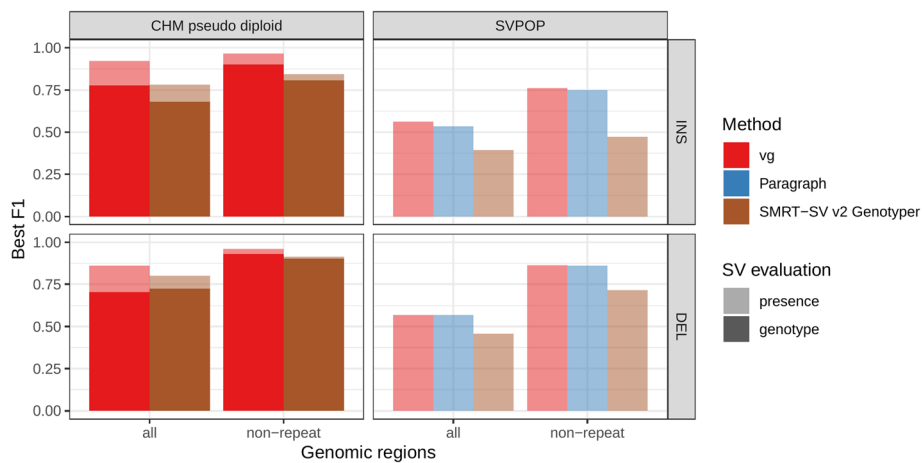 CHM pseudo diploid
SVPOP
1.00
0.75
0.50
0.25
0.00
INS
1.00
0.75
0.50
0.25
0.00
DEL
Best F1
all
non−repeat
all
non−repeat
Genomic regions
Method
vg
Paragraph
SMRT−SV v2 Genotyper
SV evaluation
presence
genotype